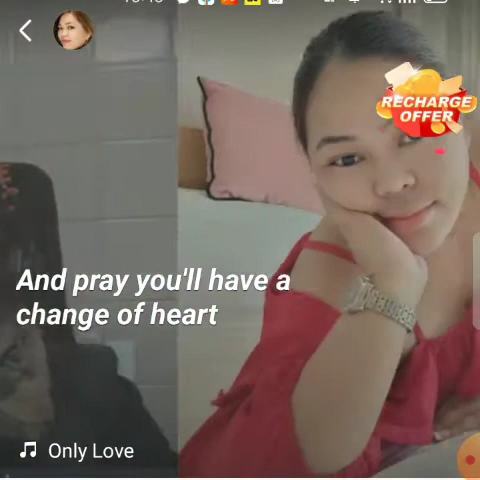 RECHARGE
OFFER
And pray you'll have a
change of heart
Only Love